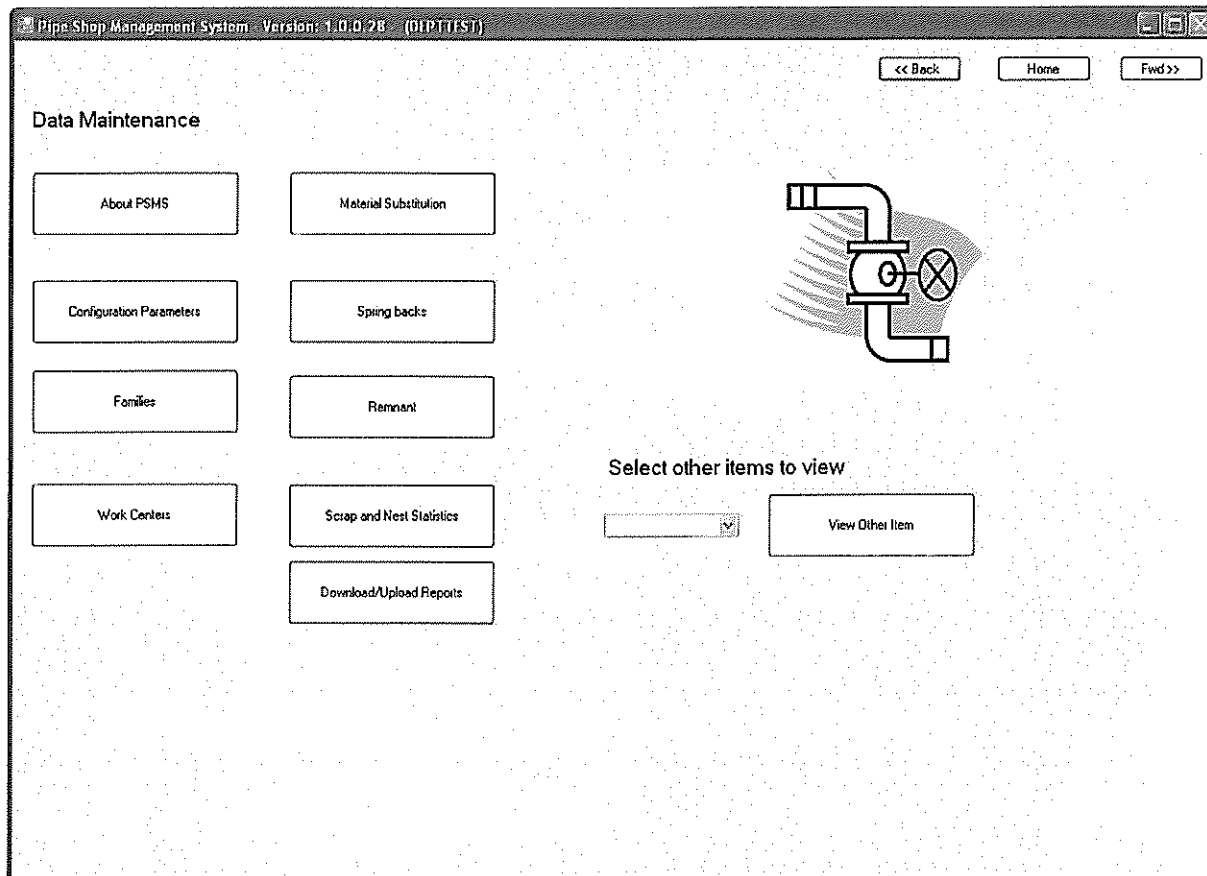 Pipe Shop Management System - Version: 1.0.0.28 (DEPTTEST)
<< Back Home Fwd >>
Data Maintenance
About PSMS Material Substitution
Configuration Parameters Spring backs
Families Remnant
Select other items to view
Work Centers Scrap and Nest Statistics View Other Item
Download/Upload Reports